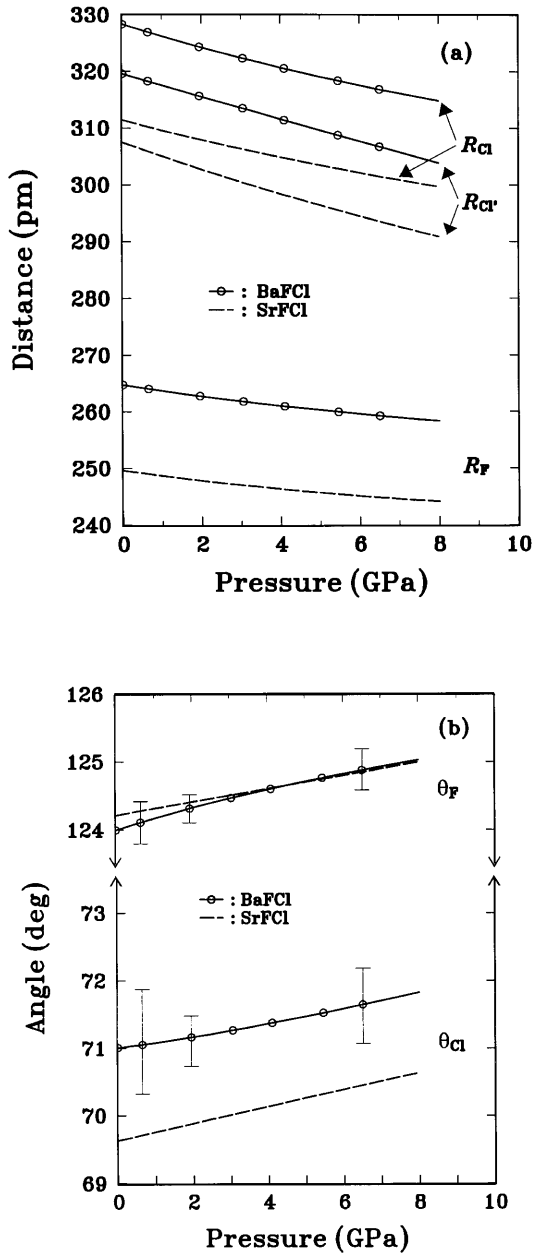 330
320
310
300
290
280
270
260
250
240
Distance (pm)
(a)
R_Cl
R_Cl'
: BaFCl
: SrFCl
R_F
0 2 4 6 8 10
Pressure (GPa)
126
125
124
(b)
θ_F
73
72
71
70
69
Angle (deg)
: BaFCl
: SrFCl
θ_Cl
0 2 4 6 8 10
Pressure (GPa)